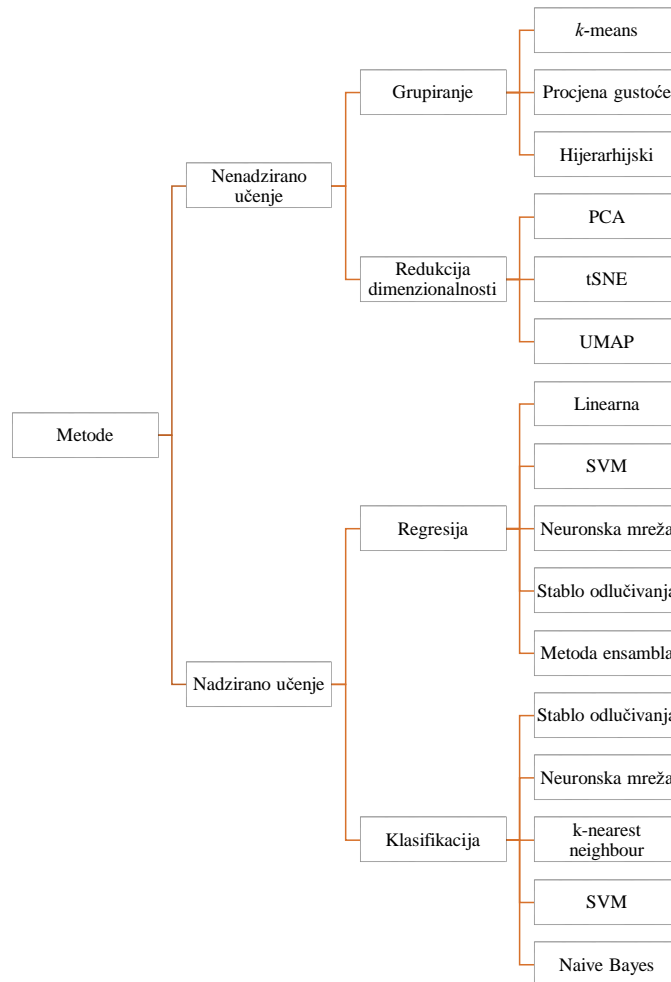 k-means
Grupiranje
Procjena gustoće
Hijerarhijski
Nenadzirano
učenje
PCA
Redukcija
dimenzionalnosti
tSNE
UMAP
Metode
Linearna
SVM
Regresija
Neuronska mreža
Stablo odlučivanja
Metoda ensambla
Nadzirano učenje
Stablo odlučivanja
Neuronska mreža
Klasifikacija
k-nearest
neighbour
SVM
Naive Bayes